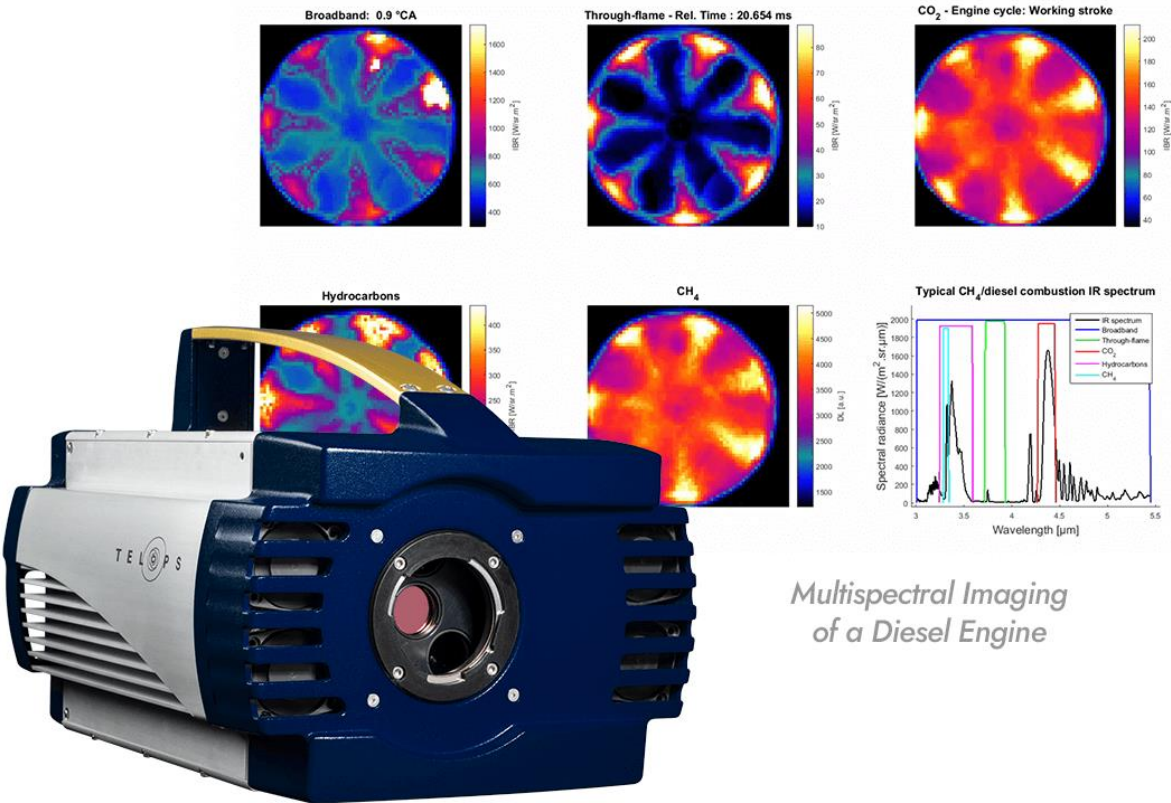 Broadband: 0.9 °CA
1600
1400
1200
1000
800
600
400
IBR [W/sr.m²]
Through-flame - Rel. Time : 20.654 ms
80
70
60
50
40
30
20
10
IBR [W/sr.m²]
CO₂ - Engine cycle: Working stroke
200
180
160
140
120
100
80
60
40
IBR [W/sr.m²]
Hydrocarbons
400
350
300
250
IBR [W/sr.m²]
CH₄
5000
4500
4000
3500
3000
2500
2000
1500
DL [a.u.]
Typical CH₄/diesel combustion IR spectrum
Spectral radiance [W/(m².sr.µm)]
2000
1800
1600
1400
1200
1000
800
600
400
200
0
IR spectrum
Broadband
Through-flame
CO₂
Hydrocarbons
CH₄
3
3.5
4
4.5
5
5.5
Wavelength [µm]
TELOPS
Multispectral Imaging
of a Diesel Engine